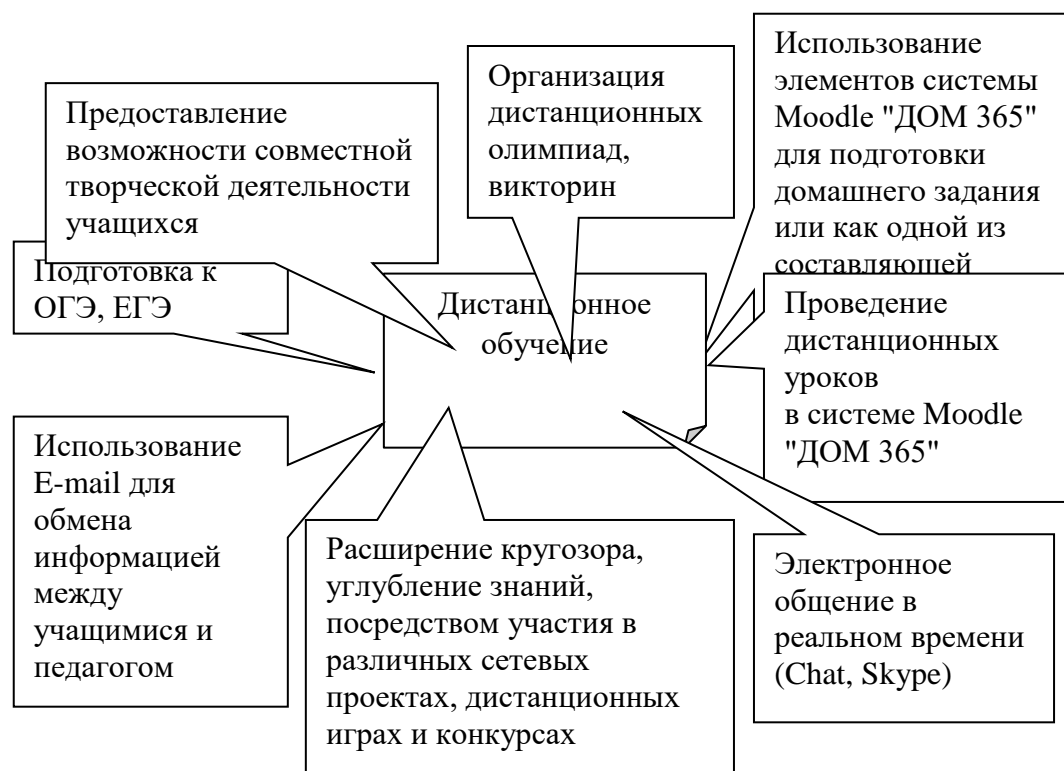 Предоставление
возможности совместной
творческой деятельности
учащихся
Организация
дистанционных
олимпиад,
викторин
Использование
элементов системы
Moodle "ДОМ 365"
для подготовки
домашнего задания
или как одной из
составляющей
Подготовка к
ОГЭ, ЕГЭ
Дистанционное
обучение
Проведение
дистанционных
уроков
в системе Moodle
"ДОМ 365"
Использование
E-mail для
обмена
информацией
между
учащимися и
педагогом
Расширение кругозора,
углубление знаний,
посредством участия в
различных сетевых
проектах, дистанционных
играх и конкурсах
Электронное
общение в
реальном времени
(Chat, Skype)